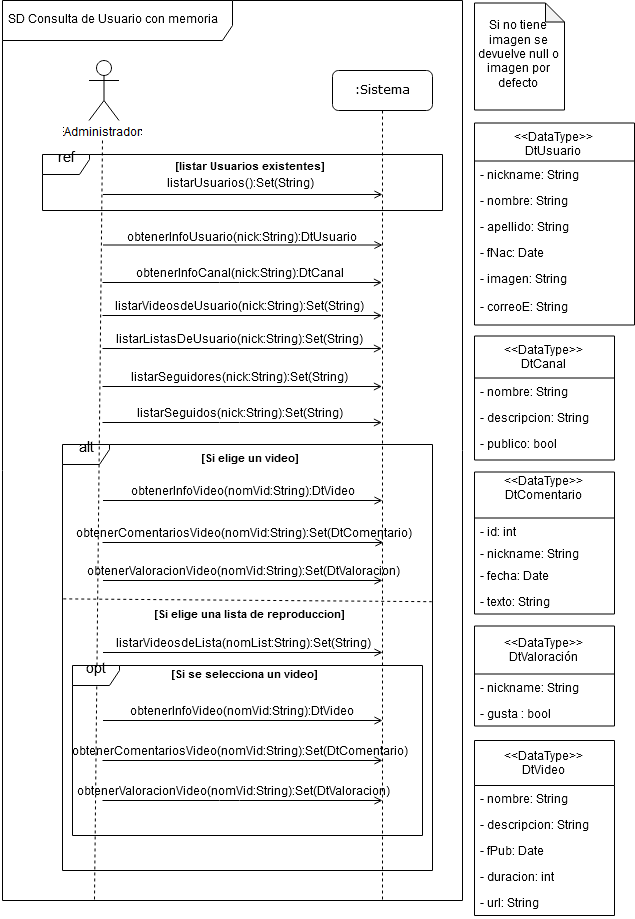 SD Consulta de Usuario con memoria
:Administrador
:Sistema
ref
[listar Usuarios existentes]
listarUsuarios():Set(String)
obtenerInfoUsuario(nick:String):DtUsuario
obtenerInfoCanal(nick:String):DtCanal
listarVideosdeUsuario(nick:String):Set(String)
listarListasDeUsuario(nick:String):Set(String)
listarSeguidores(nick:String):Set(String)
listarSeguidos(nick:String):Set(String)
alt
[Si elige un video]
obtenerInfoVideo(nomVid:String):DtVideo
obtenerComentariosVideo(nomVid:String):Set(DtComentario)
obtenerValoracionVideo(nomVid:String):Set(DtValoracion)
[Si elige una lista de reproduccion]
listarVideosdeLista(nomList:String):Set(String)
opt
[Si se selecciona un video]
obtenerInfoVideo(nomVid:String):DtVideo
obtenerComentariosVideo(nomVid:String):Set(DtComentario)
obtenerValoracionVideo(nomVid:String):Set(DtValoracion)
Si no tiene
imagen se
devuelve null o
imagen por
defecto
<<DataType>>
DtUsuario
- nickname: String
- nombre: String
- apellido: String
- fNac: Date
- imagen: String
- correoE: String
<<DataType>>
DtCanal
- nombre: String
- descripcion: String
- publico: bool
<<DataType>>
DtComentario
- id: int
- nickname: String
- fecha: Date
- texto: String
<<DataType>>
DtValoración
- nickname: String
- gusta : bool
<<DataType>>
DtVideo
- nombre: String
- descripcion: String
- fPub: Date
- duracion: int
- url: String